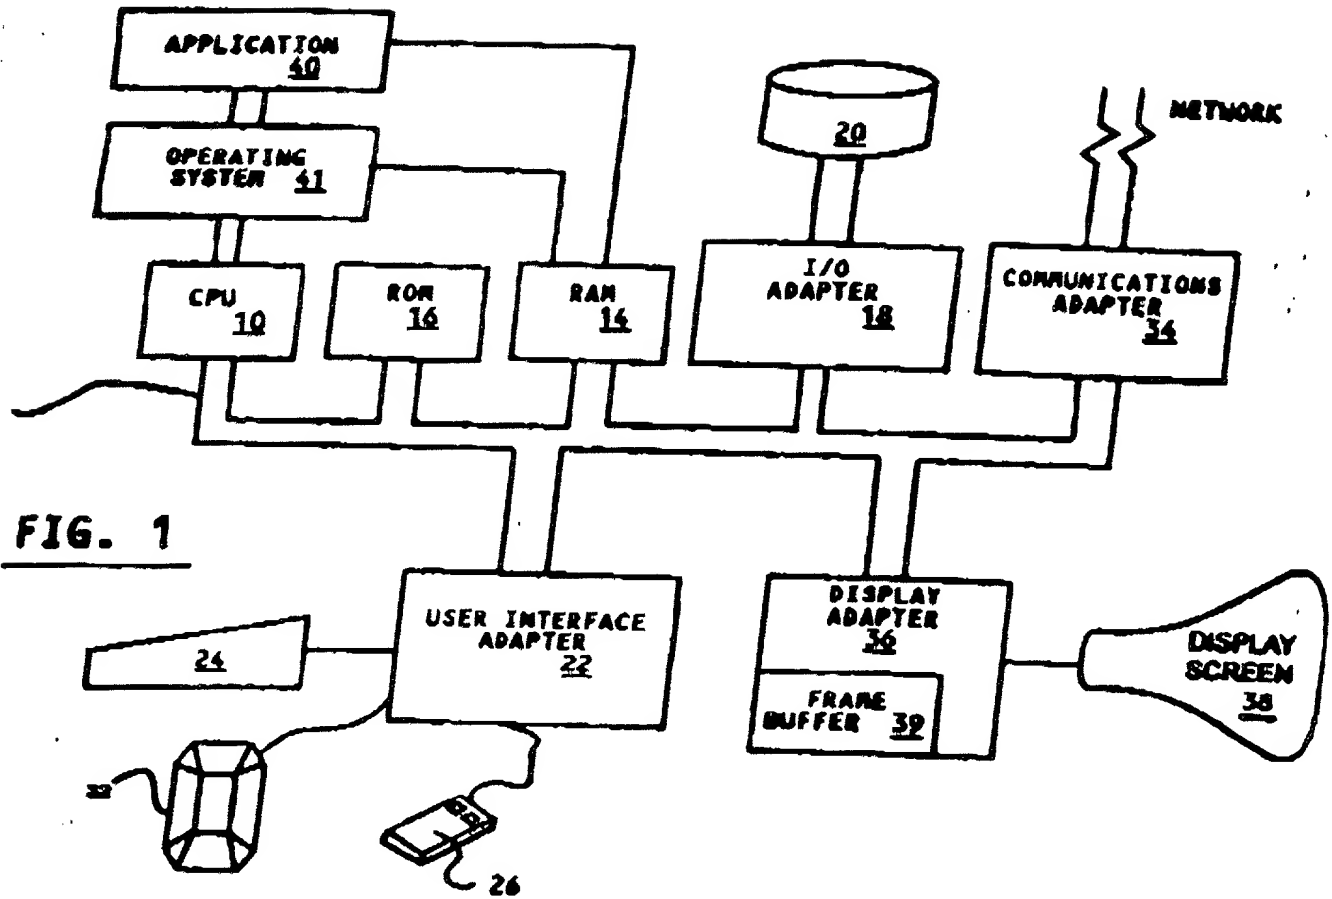 APPLICATION
40
NETWORK
20
OPERATING
SYSTEM 41
CPU
10
ROM
16
RAM
14
I/O
ADAPTER
18
COMMUNICATIONS
ADAPTER
34
FIG. 1
USER INTERFACE
ADAPTER
22
DISPLAY
ADAPTER
36
FRAME
BUFFER 39
DISPLAY
SCREEN
38
24
32
26